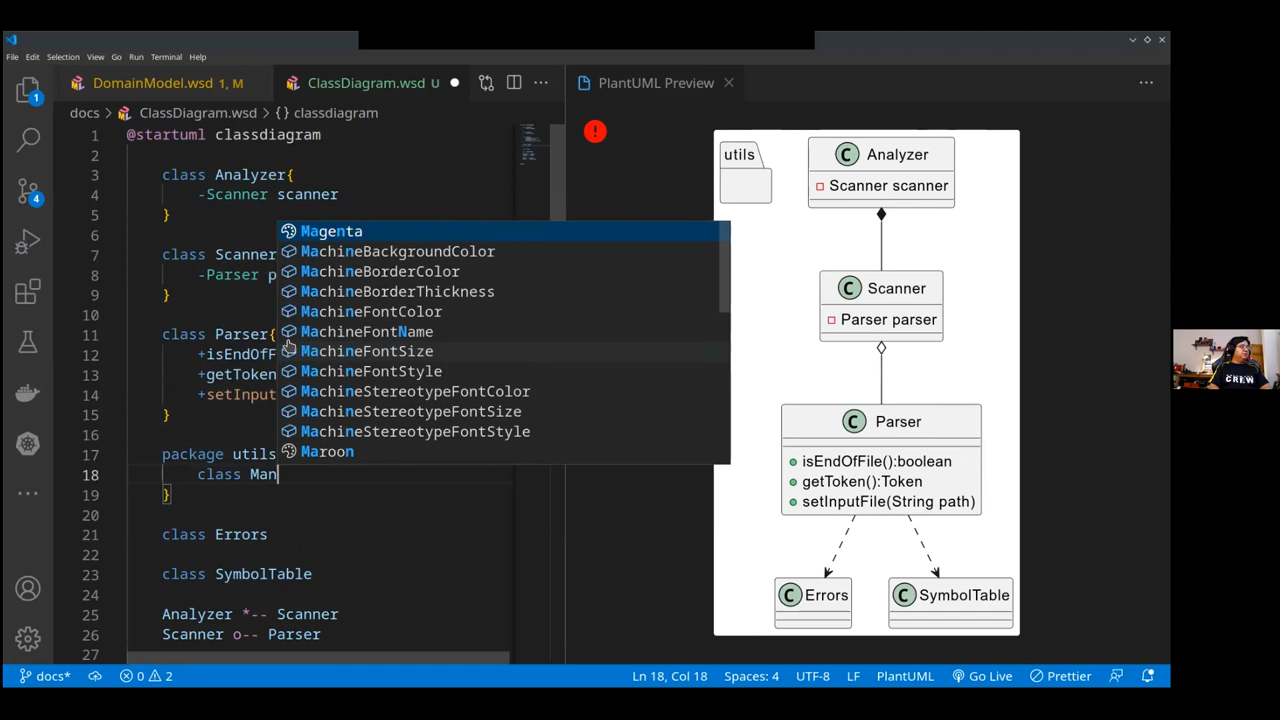 File Edit Selection View Go Run Terminal Help
DomainModel.wsd 1, M
ClassDiagram.wsd U
PlantUML Preview
docs > ClassDiagram.wsd > {} classdiagram
1 @startuml classdiagram
2
3 class Analyzer{
4 -Scanner scanner
5 }
6
7 class Scanner
8 -Parser p
9 }
10
11 class Parser{
12 +isEndOfF
13 +getToken
14 +setInput
15 }
16
17 package utils
18 class Man
19 }
20
21 class Errors
22
23 class SymbolTable
24
25 Analyzer *-- Scanner
26 Scanner o-- Parser
27
Magenta
MachineBackgroundColor
MachineBorderColor
MachineBorderThickness
MachineFontColor
MachineFontName
MachineFontSize
MachineFontStyle
MachineStereotypeFontColor
MachineStereotypeFontSize
MachineStereotypeFontStyle
Maroon
1
4
!
utils
C Analyzer
Scanner scanner
C Scanner
Parser parser
C Parser
isEndOfFile():boolean
getToken():Token
setInputFile(String path)
C Errors
C SymbolTable
CREW
docs* 0 2 Ln 18, Col 18 Spaces: 4 UTF-8 LF PlantUML Go Live Prettier